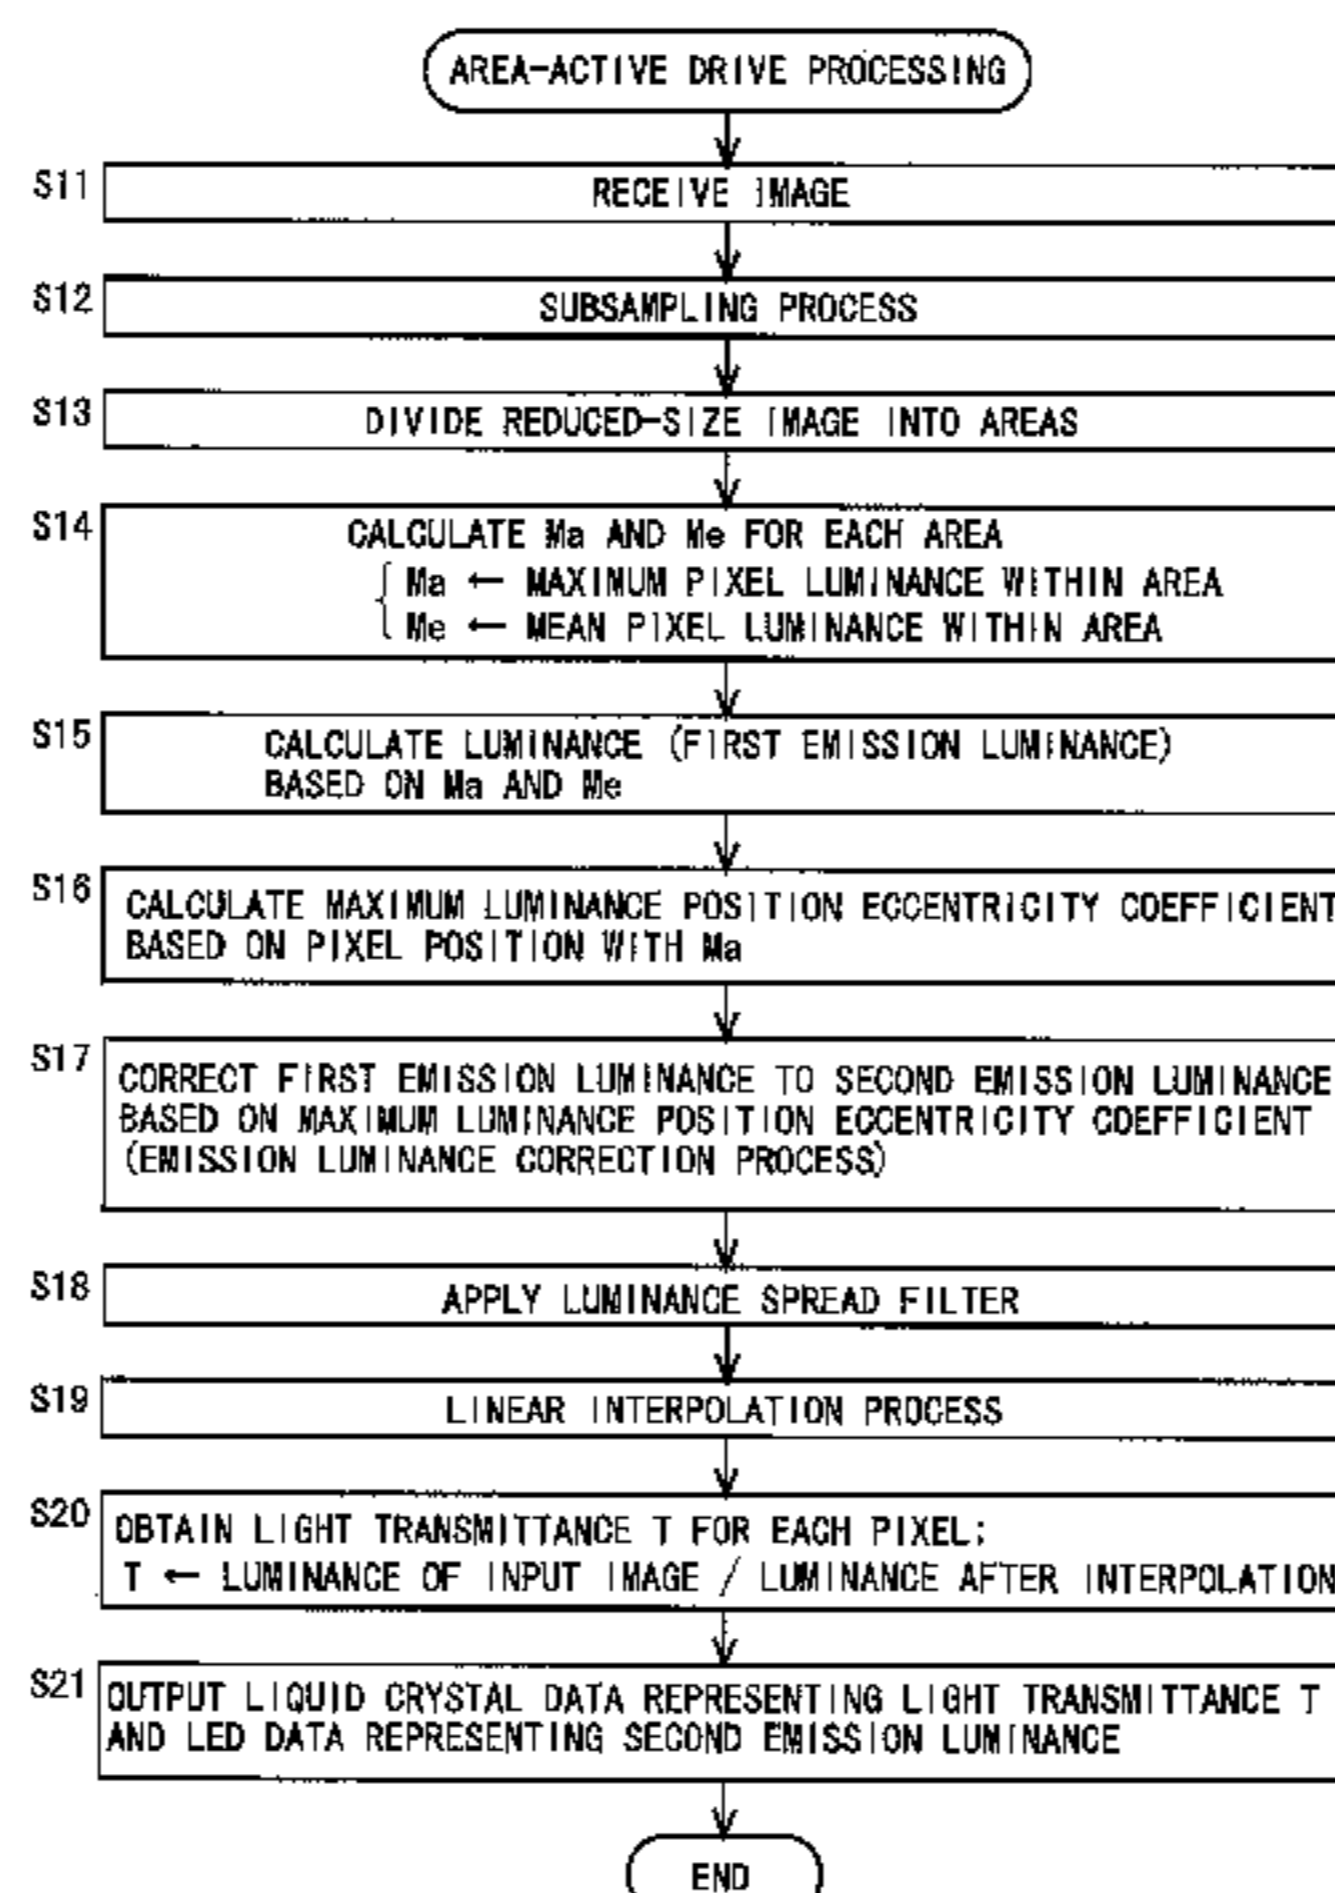 AREA-ACTIVE DRIVE PROCESSING
S11
RECEIVE IMAGE
S12
SUBSAMPLING PROCESS
S13
DIVIDE REDUCED-SIZE IMAGE INTO AREAS
S14
CALCULATE Ma AND Me FOR EACH AREA
Ma ← MAXIMUM PIXEL LUMINANCE WITHIN AREA
Me ← MEAN PIXEL LUMINANCE WITHIN AREA
S15
CALCULATE LUMINANCE (FIRST EMISSION LUMINANCE)
BASED ON Ma AND Me
S16
CALCULATE MAXIMUM LUMINANCE POSITION ECCENTRICITY COEFFICIENT
BASED ON PIXEL POSITION WITH Ma
S17
CORRECT FIRST EMISSION LUMINANCE TO SECOND EMISSION LUMINANCE
BASED ON MAXIMUM LUMINANCE POSITION ECCENTRICITY COEFFICIENT
(EMISSION LUMINANCE CORRECTION PROCESS)
S18
APPLY LUMINANCE SPREAD FILTER
S19
LINEAR INTERPOLATION PROCESS
S20
OBTAIN LIGHT TRANSMITTANCE T FOR EACH PIXEL:
T ← LUMINANCE OF INPUT IMAGE / LUMINANCE AFTER INTERPOLATION
S21
OUTPUT LIQUID CRYSTAL DATA REPRESENTING LIGHT TRANSMITTANCE T
AND LED DATA REPRESENTING SECOND EMISSION LUMINANCE
END